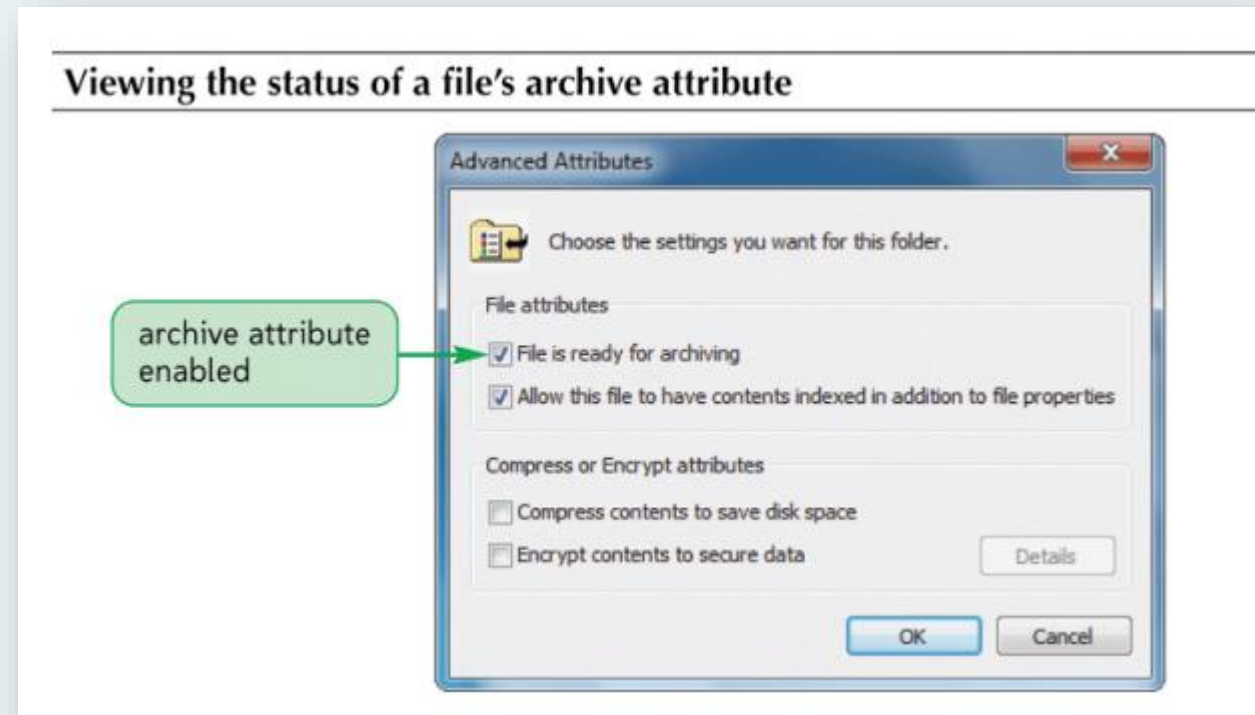 Viewing the status of a file's archive attribute
Advanced Attributes
Choose the settings you want for this folder.
File attributes
archive attribute
enabled
File is ready for archiving
Allow this file to have contents indexed in addition to file properties
Compress or Encrypt attributes
Compress contents to save disk space
Encrypt contents to secure data
Details
OK
Cancel